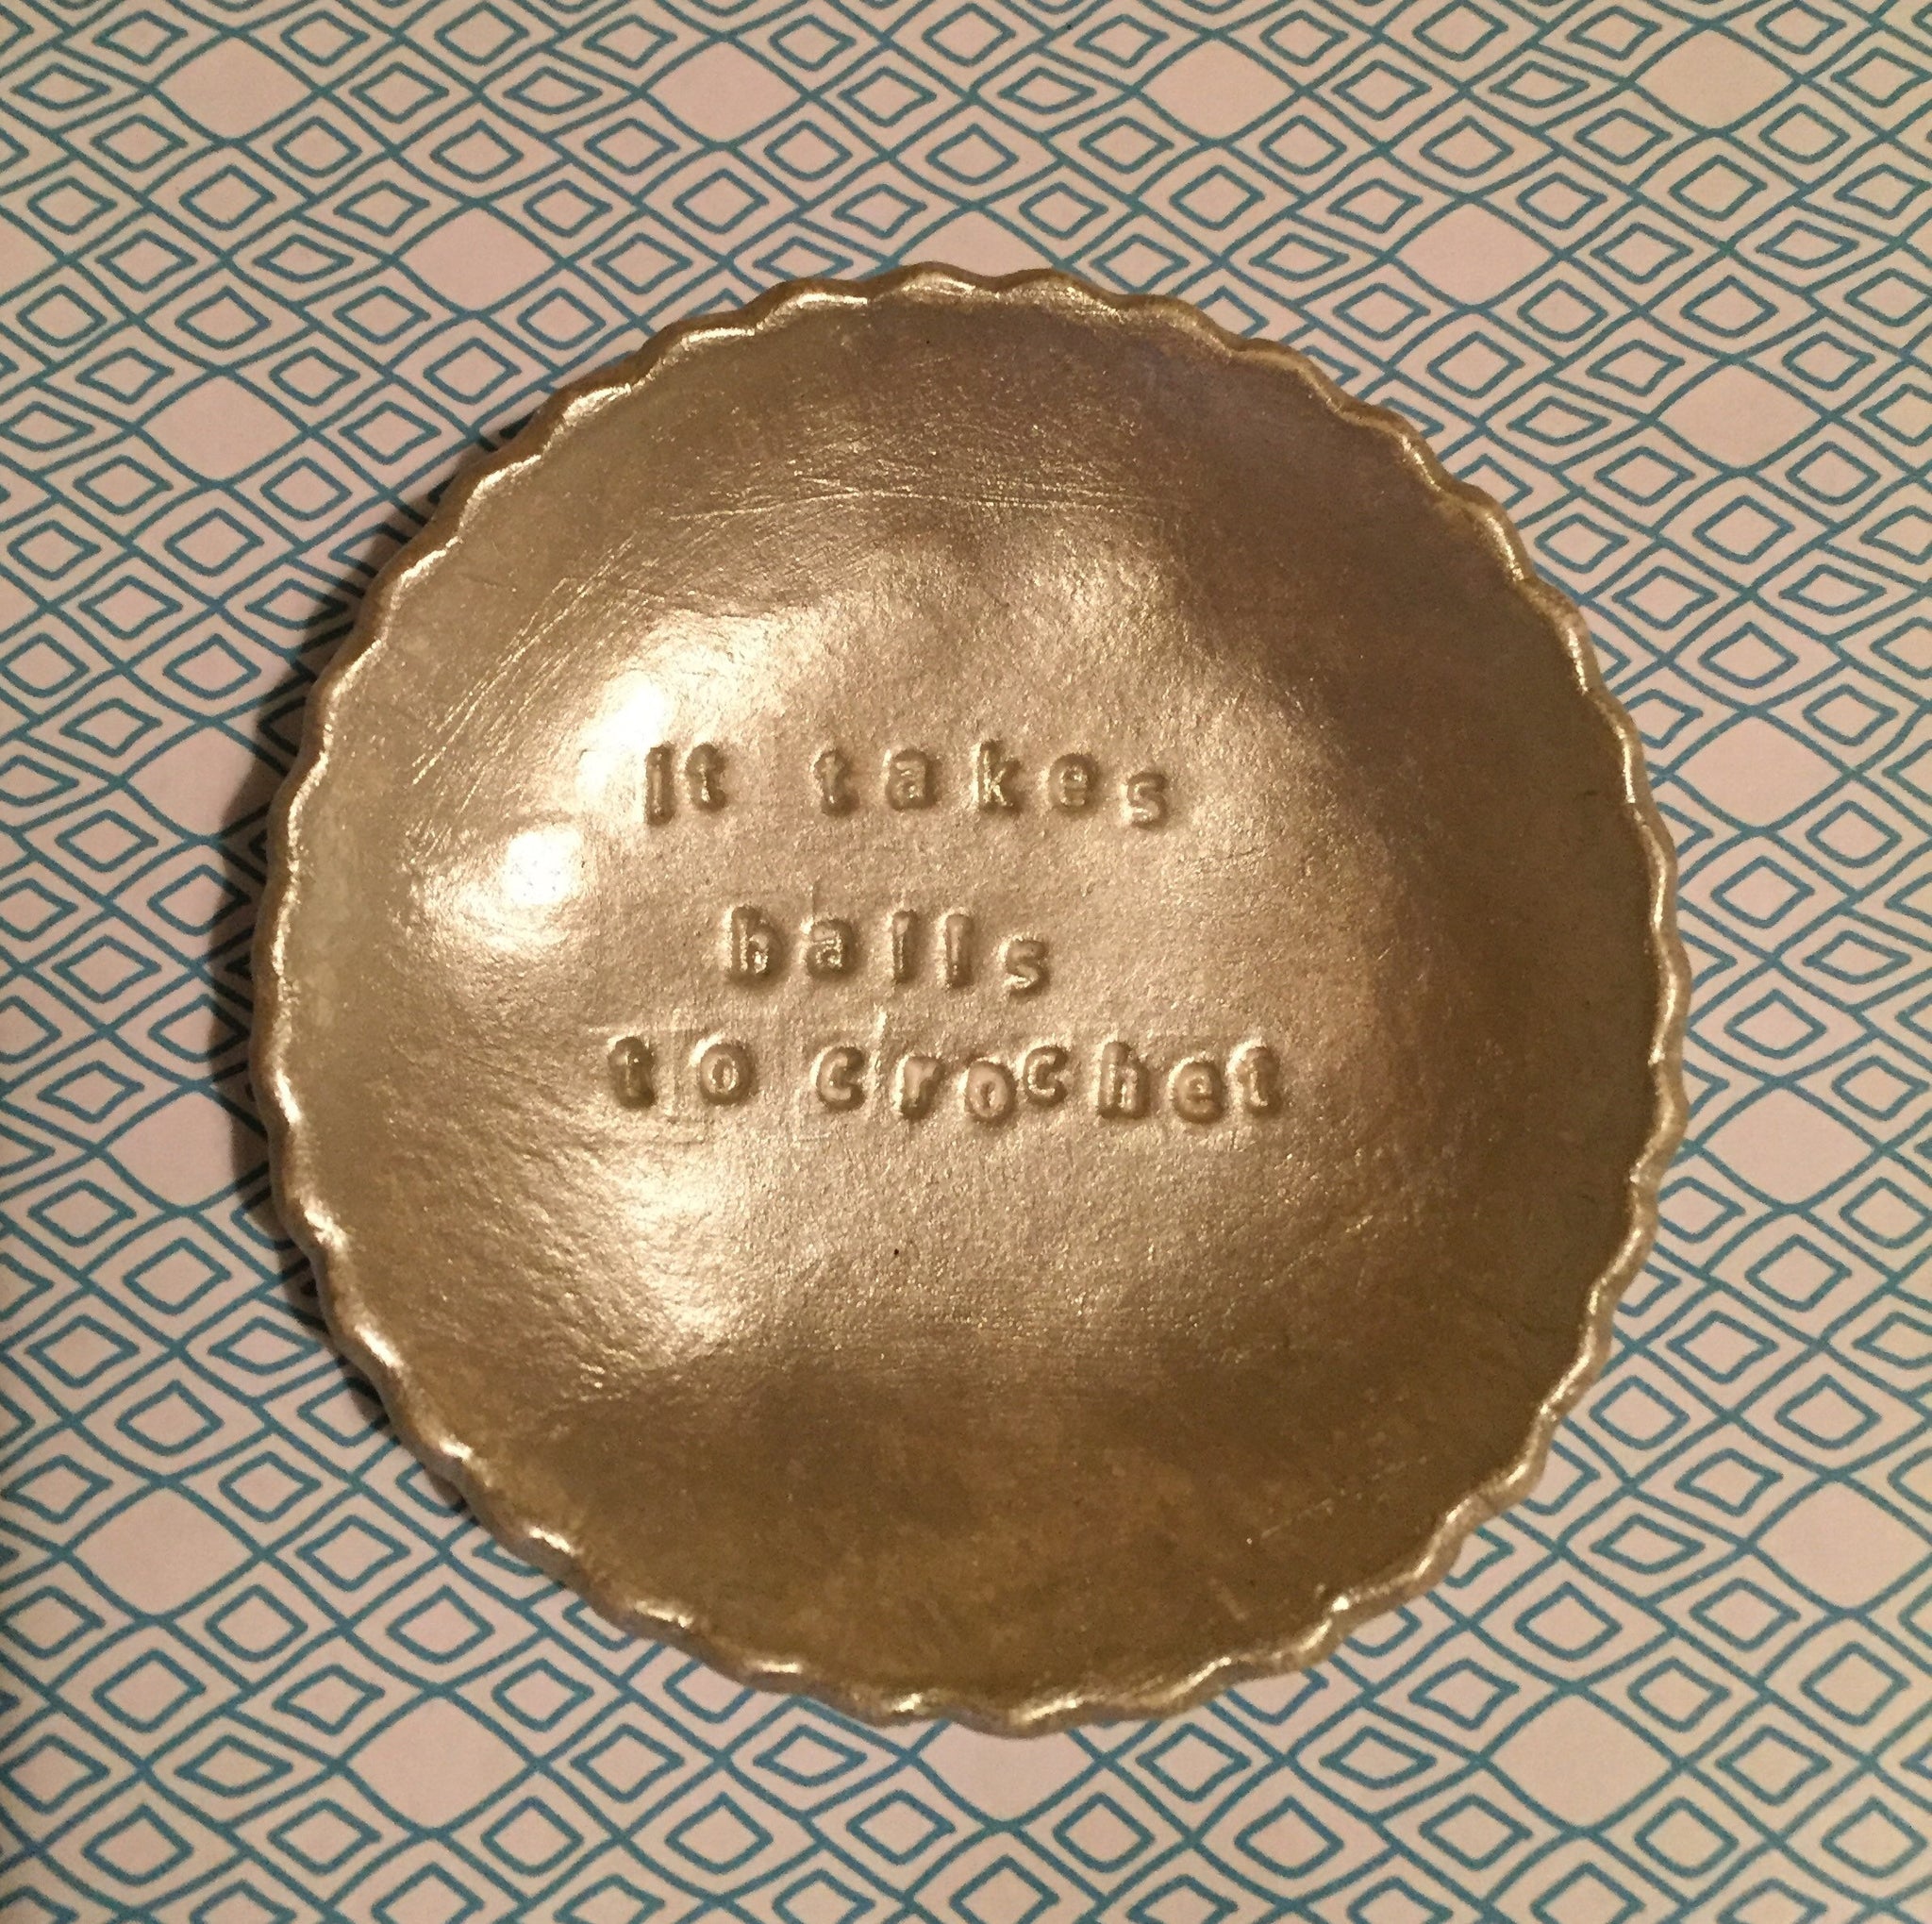 It takes
balls
to crochet